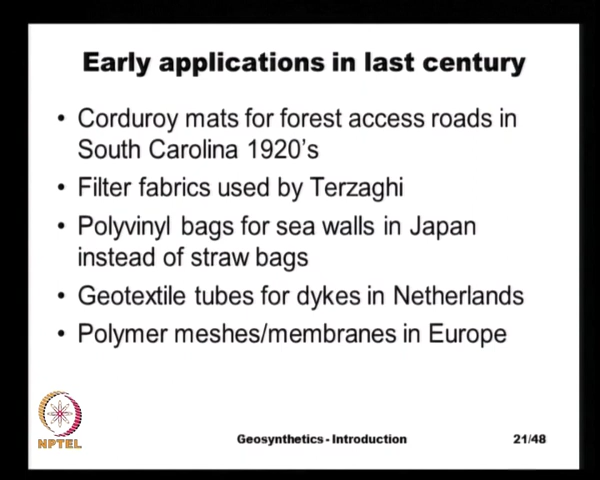 Early applications in last century
• Corduroy mats for forest access roads in
South Carolina 1920's
• Filter fabrics used by Terzaghi
• Polyvinyl bags for sea walls in Japan
instead of straw bags
• Geotextile tubes for dykes in Netherlands
• Polymer meshes/membranes in Europe
NPTEL
Geosynthetics - Introduction
21/48